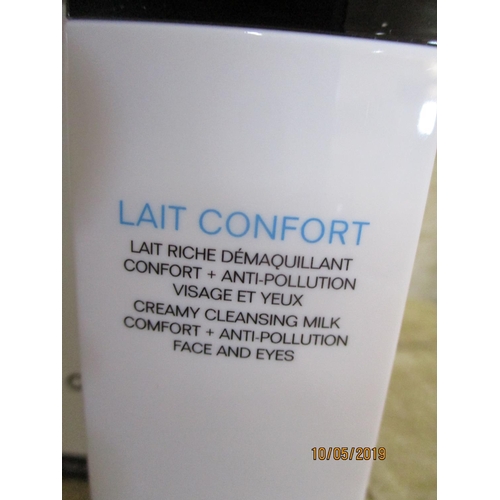 LAIT CONFORT
LAIT RICHE DÉMAQUILLANT
CONFORT + ANTI-POLLUTION
VISAGE ET YEUX
CREAMY CLEANSING MILK
COMFORT + ANTI-POLLUTION
FACE AND EYES
10/05/2019